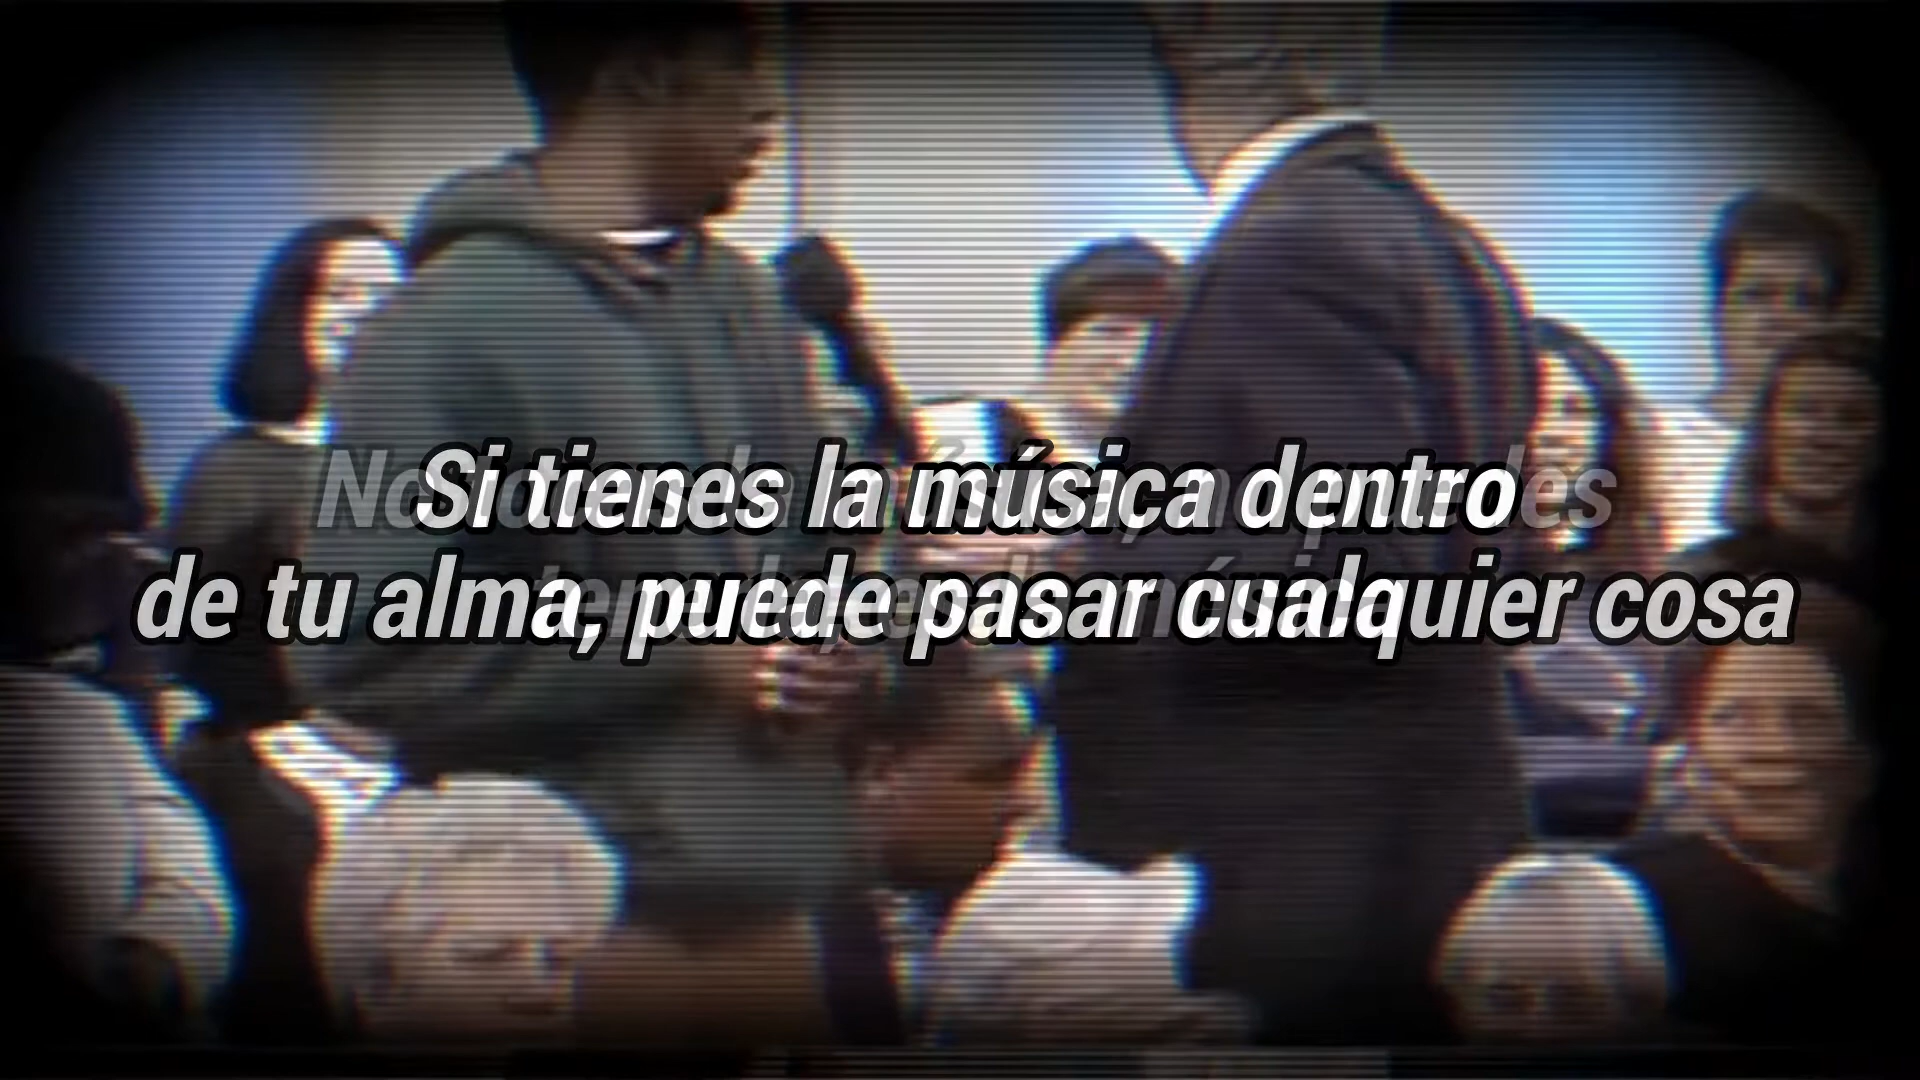 Si tienes la música dentro
de tu alma, puede pasar cualquier cosa